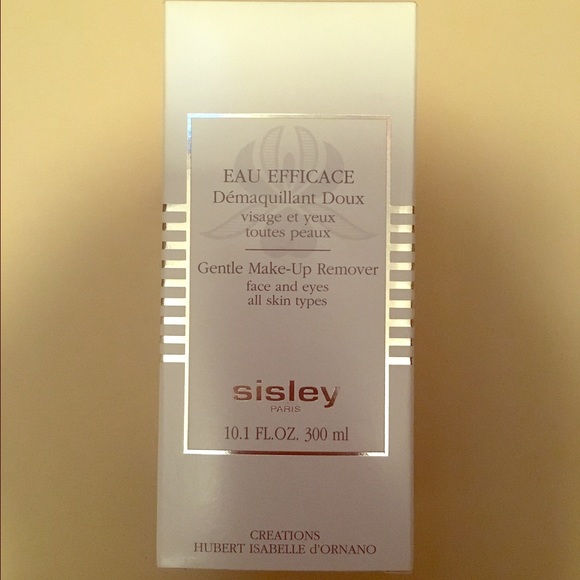 EAU EFFICACE
Démaquillant Doux
visage et yeux
toutes peaux
Gentle Make-Up Remover
face and eyes
all skin types
sisley
PARIS
10.1 FL.OZ. 300 ml
CREATIONS
HUBERT ISABELLE d'ORNANO